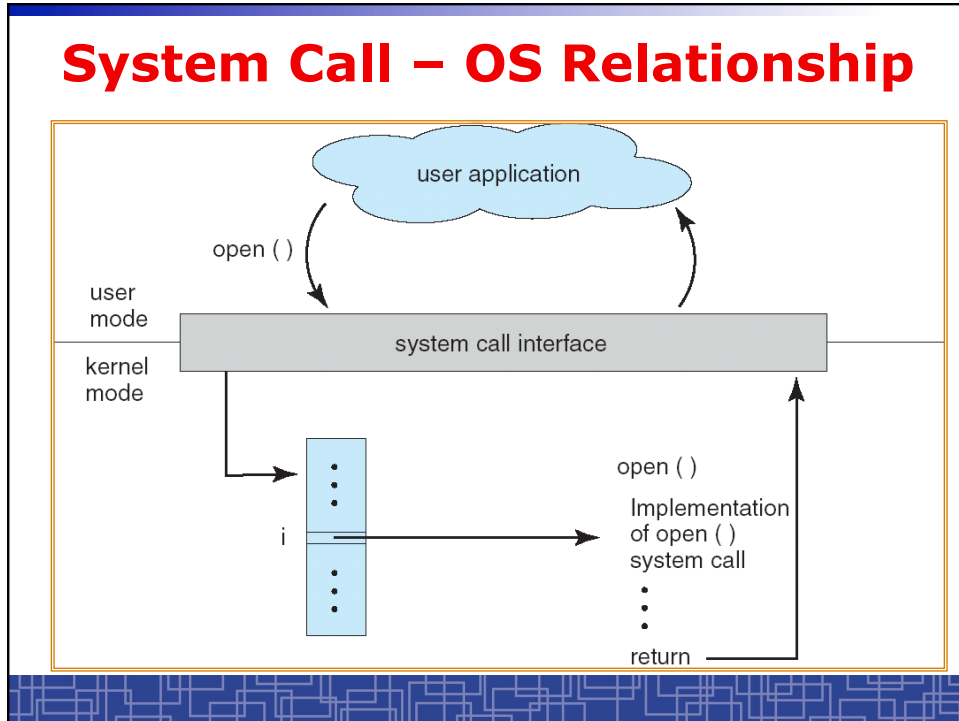 System Call – OS Relationship
user application
open ( )
user
mode
system call interface
kernel
mode
open ( )
Implementation
of open ( )
system call
i
return